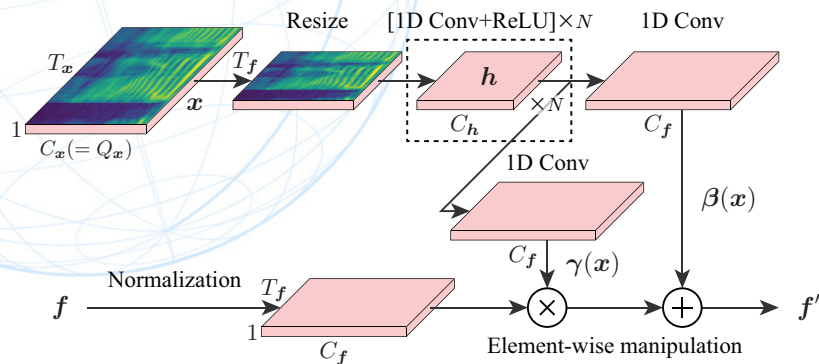 Resize
[1D Conv+ReLU]×N
1D Conv
T_x
T_f
x
h
×N
1
C_x(= Q_x)
C_h
C_f
1D Conv
β(x)
C_f
γ(x)
Normalization
T_f
f
×
+
f′
1
C_f
Element-wise manipulation